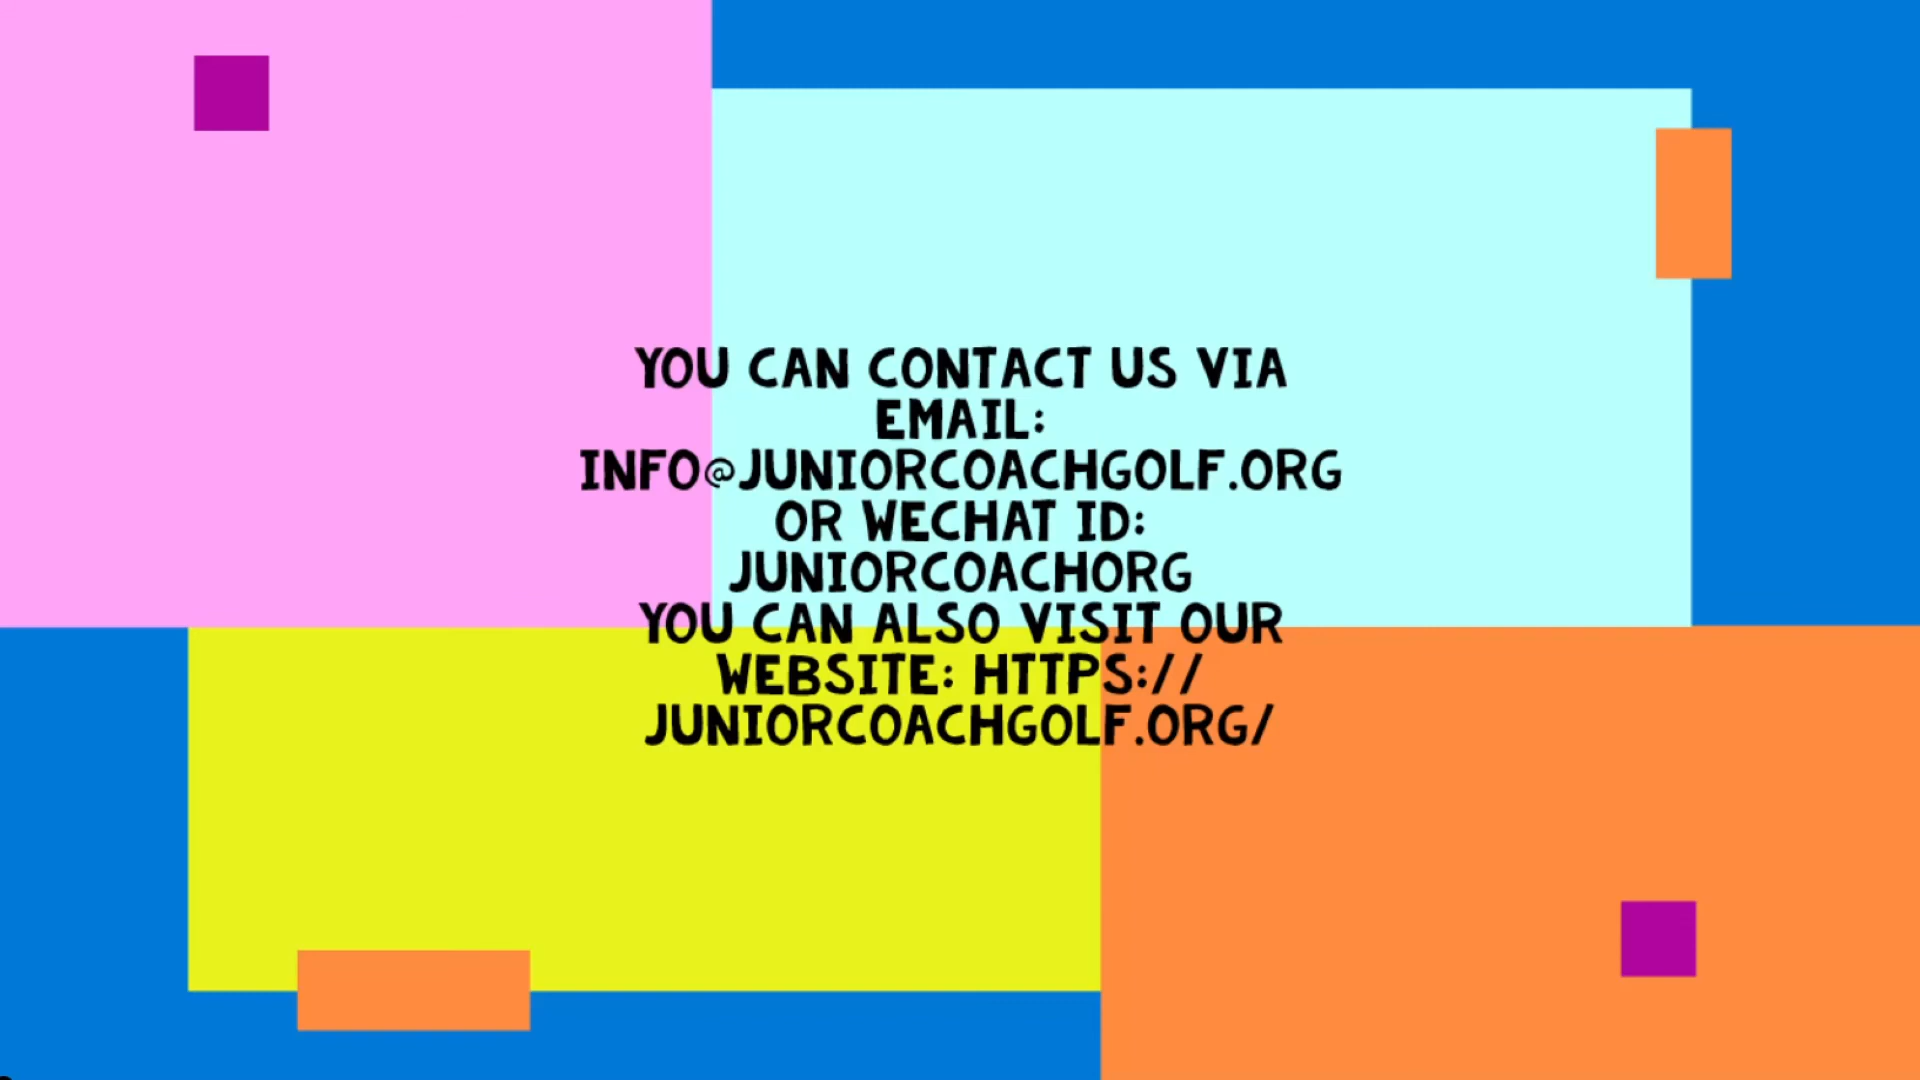 YOU CAN CONTACT US VIA
EMAIL:
INFO@JUNIORCOACHGOLF.ORG
OR WECHAT ID:
JUNIORCOACHORG
YOU CAN ALSO VISIT OUR
WEBSITE: HTTPS://
JUNIORCOACHGOLF.ORG/